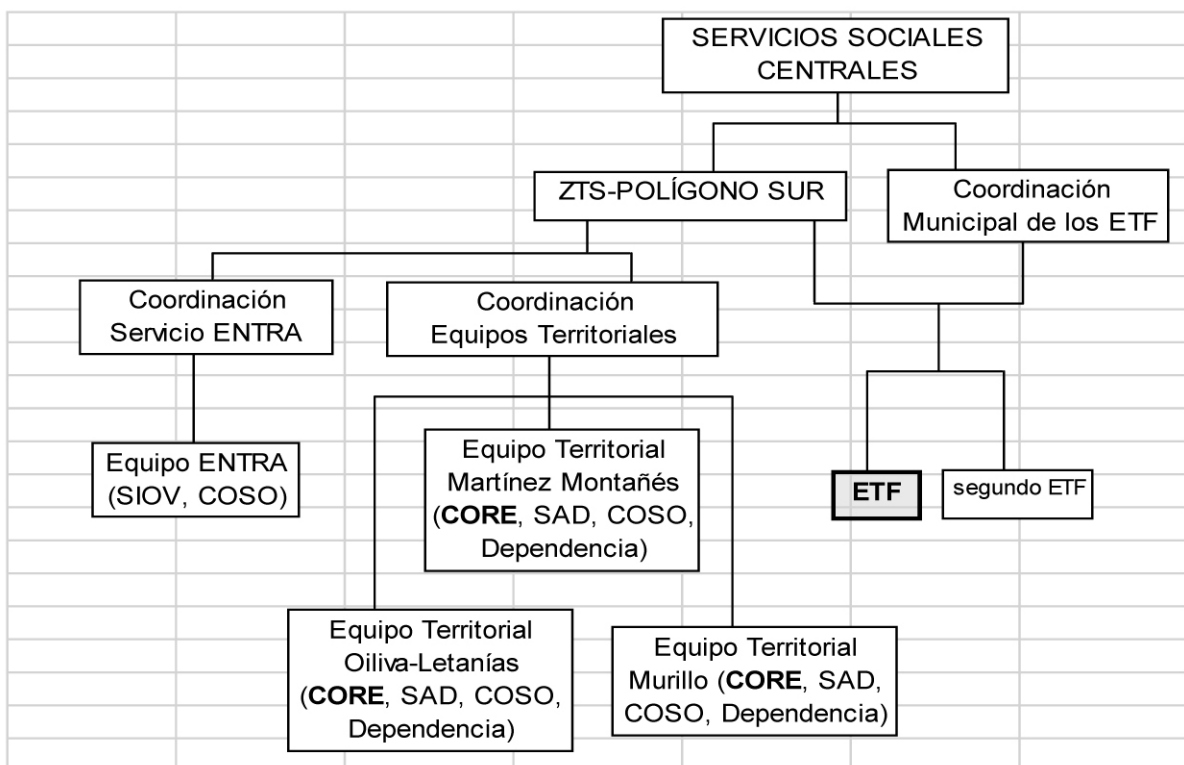 SERVICIOS SOCIALES
CENTRALES
ZTS-POLÍGONO SUR
Coordinación
Municipal de los ETF
Coordinación
Servicio ENTRA
Coordinación
Equipos Territoriales
Equipo ENTRA
(SIOV, COSO)
Equipo Territorial
Martínez Montañés
(CORE, SAD, COSO,
Dependencia)
ETF
segundo ETF
Equipo Territorial
Oiliva-Letanías
(CORE, SAD, COSO,
Dependencia)
Equipo Territorial
Murillo (CORE, SAD,
COSO, Dependencia)